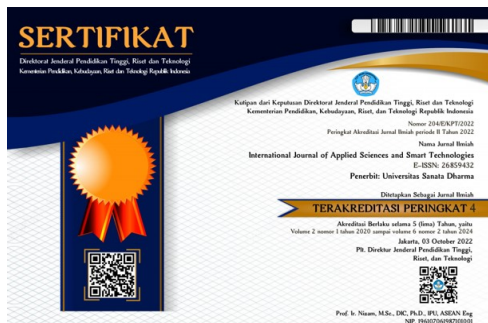 SERTIFIKAT
Direktorat Jenderal Pendidikan Tinggi, Riset dan Teknologi
Kementerian Pendidikan, Kebudayaan, Riset dan Teknologi Republik Indonesia
Kutipan dari Keputusan Direktorat Jenderal Pendidikan Tinggi, Riset dan Teknologi
Kementerian Pendidikan, Kebudayaan, Riset, dan Teknologi Republik Indonesia
Nomor 204/E/KPT/2022
Peringkat Akreditasi Jurnal Ilmiah periode II Tahun 2022
Nama Jurnal Ilmiah
International Journal of Applied Sciences and Smart Technologies
E-ISSN: 26859432
Penerbit: Universitas Sanata Dharma
Ditetapkan Sebagai Jurnal Ilmiah
TERAKREDITASI PERINGKAT 4
Akreditasi Berlaku selama 5 (lima) Tahun, yaitu
Volume 2 nomor 1 tahun 2020 sampai volume 6 nomor 2 tahun 2024
Jakarta, 03 October 2022
Plt. Direktur Jenderal Pendidikan Tinggi,
Riset, dan Teknologi
Prof. Ir. Nizam, M.Sc., DIC, Ph.D., IPU, ASEAN Eng
NIP.